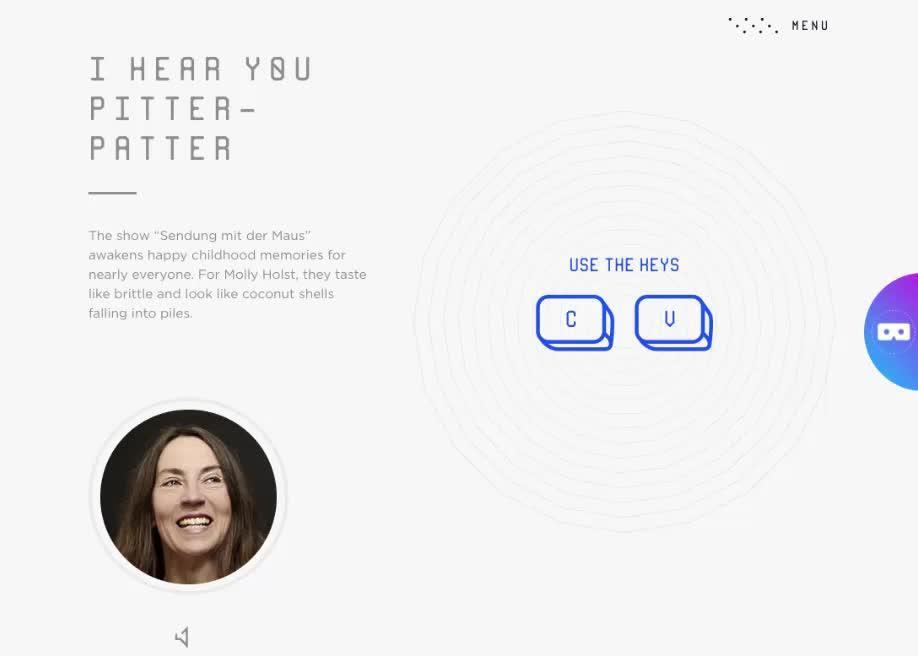 MENU
I HEAR YOU
PITTER-
PATTER
The show “Sendung mit der Maus”
awakens happy childhood memories for
nearly everyone. For Molly Holst, they taste
like brittle and look like coconut shells
falling into piles.
USE THE KEYS
C V